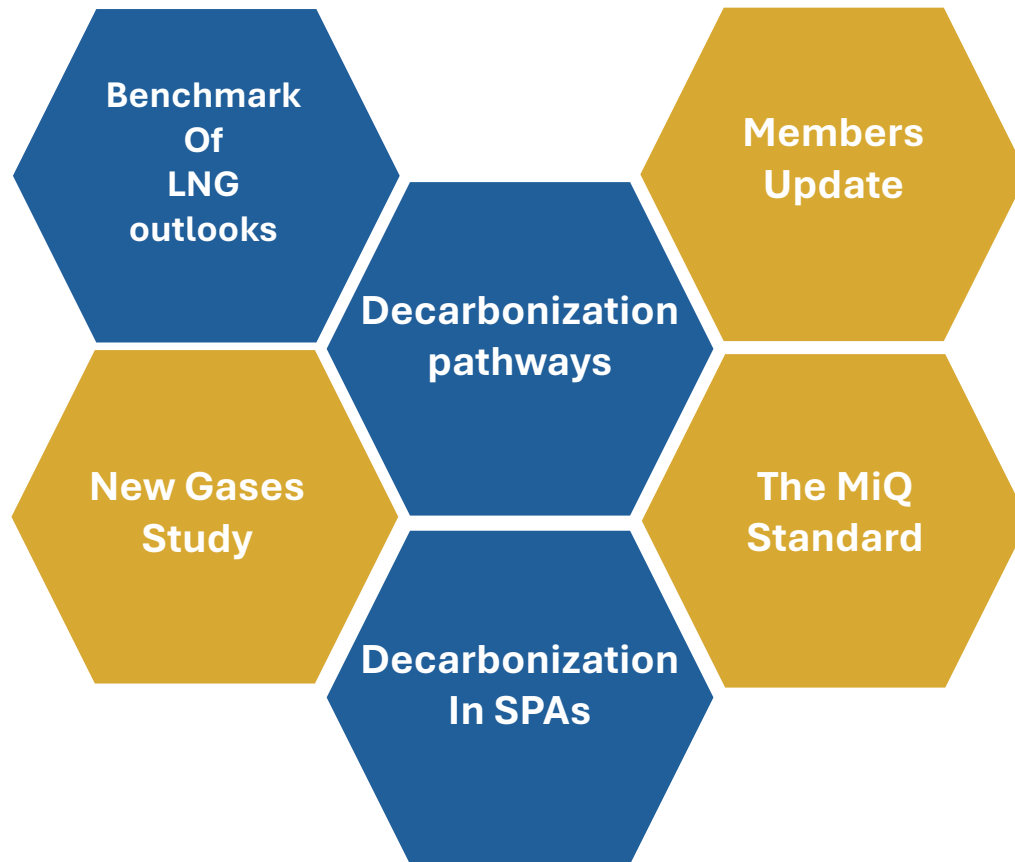 Benchmark
Of
LNG
outlooks
Members
Update
Decarbonization
pathways
New Gases
Study
The MiQ
Standard
Decarbonization
In SPAs